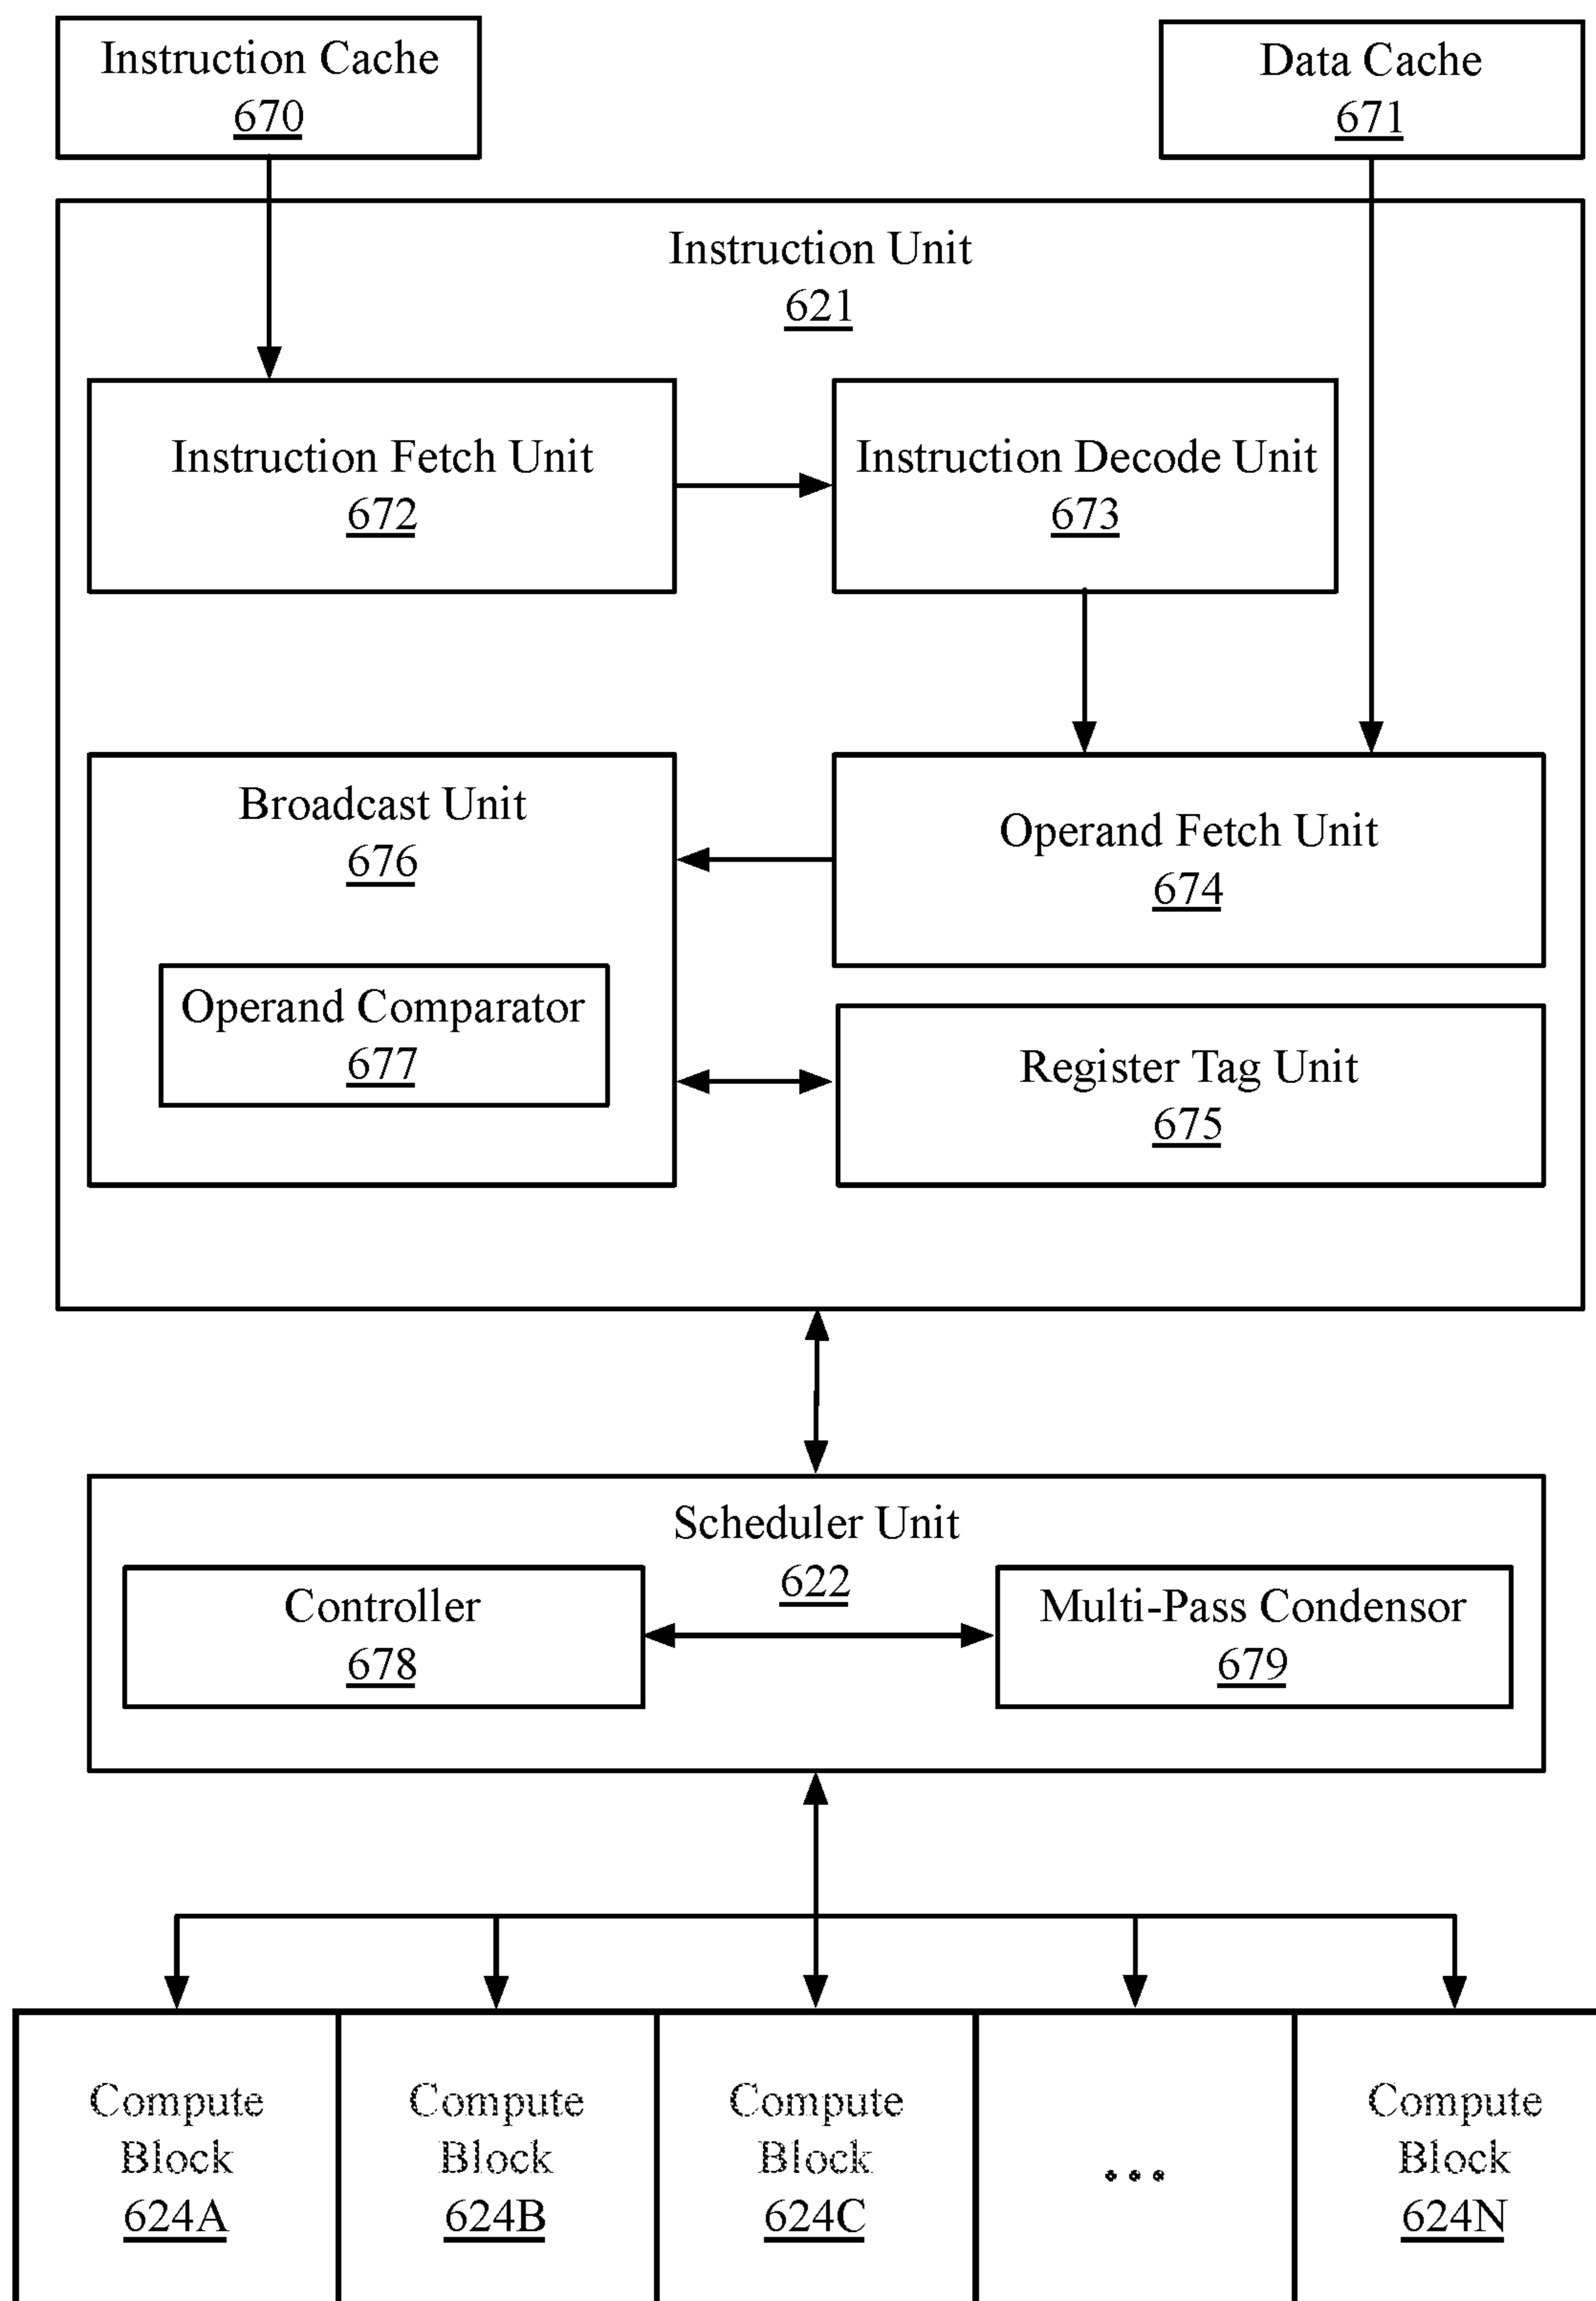 Instruction Cache
670
Data Cache
671
Instruction Unit
621
Instruction Fetch Unit
672
Instruction Decode Unit
673
Broadcast Unit
676
Operand Fetch Unit
674
Operand Comparator
677
Register Tag Unit
675
Scheduler Unit
622
Controller
678
Multi-Pass Condensor
679
Compute
Block
624A
Compute
Block
624B
Compute
Block
624C
...
Compute
Block
624N